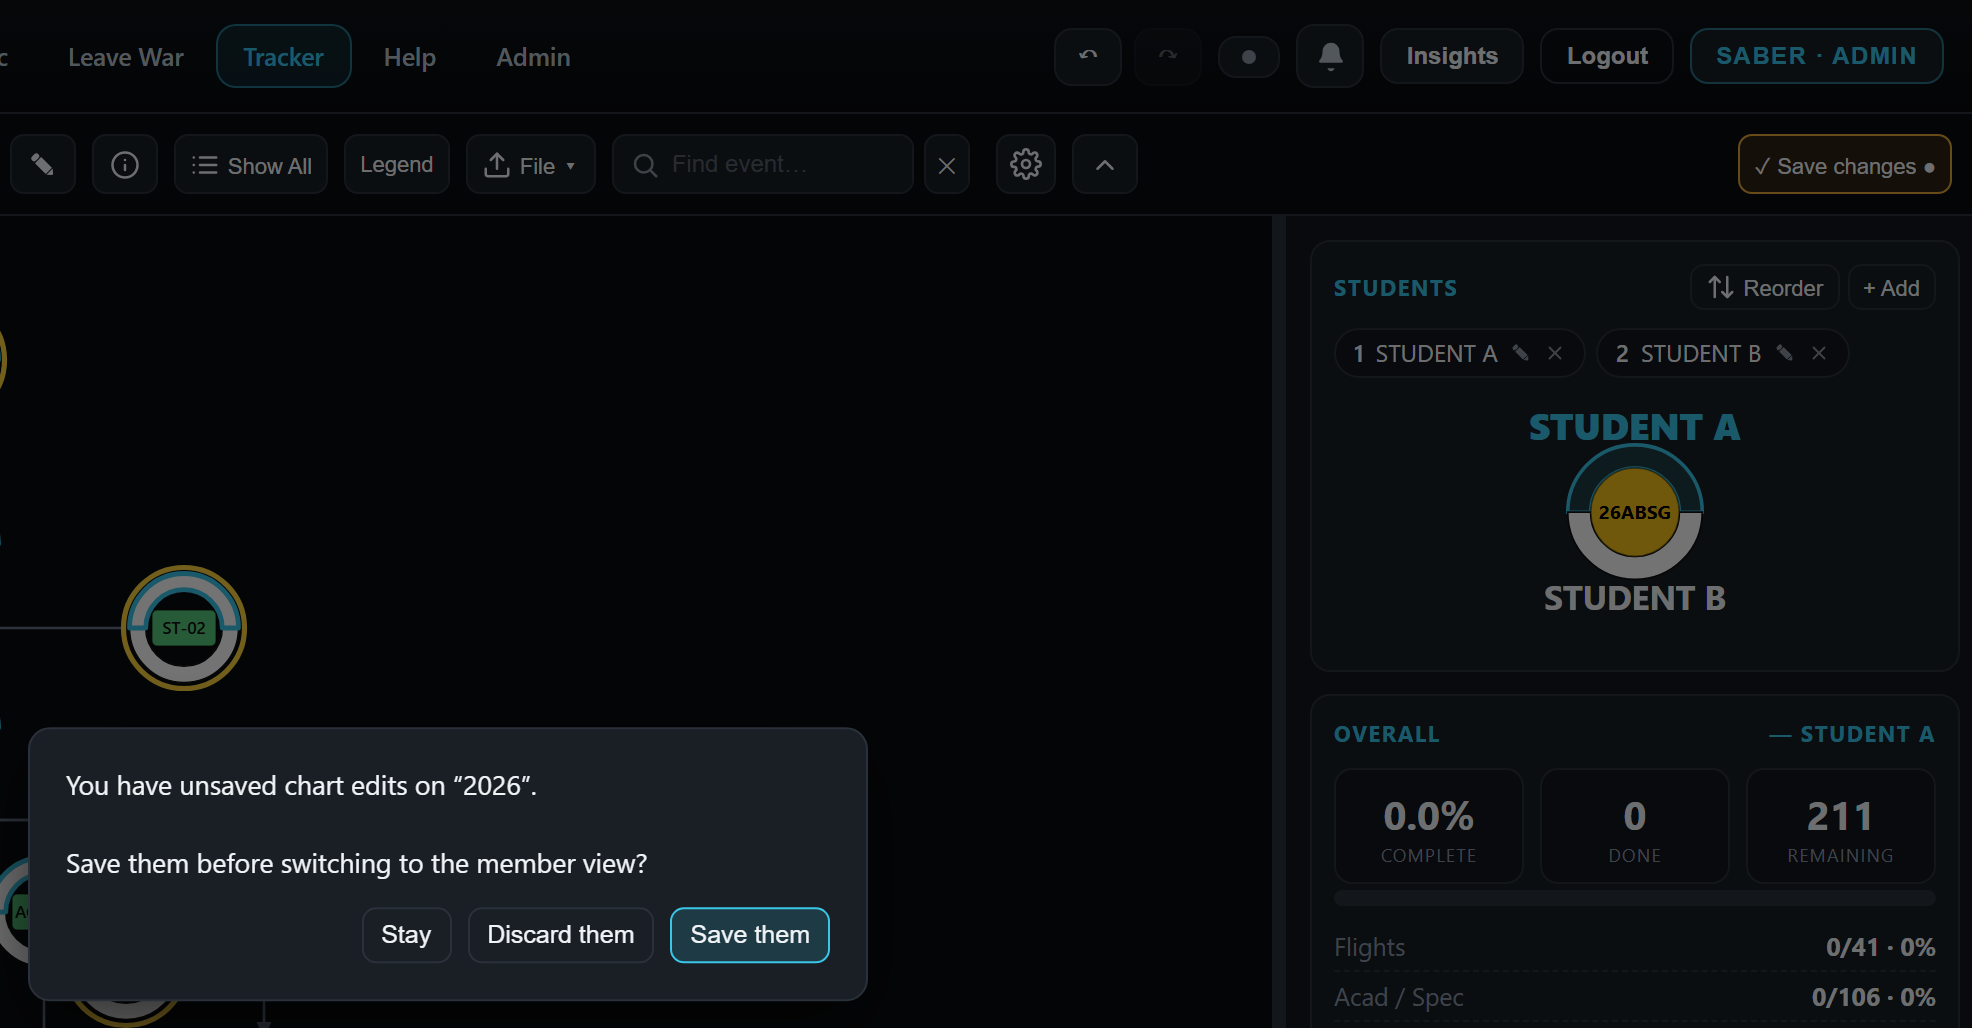 c
Leave War
Tracker
Help
Admin
Insights
Logout
SABER · ADMIN
Show All
Legend
File ▾
Find event…
✓ Save changes ●
STUDENTS
Reorder
+ Add
1 STUDENT A
2 STUDENT B
STUDENT A
26ABSG
STUDENT B
ST-02
OVERALL
— STUDENT A
0.0%
COMPLETE
0
DONE
211
REMAINING
Flights 0/41 · 0%
Acad / Spec 0/106 · 0%
You have unsaved chart edits on “2026”.
Save them before switching to the member view?
Stay
Discard them
Save them